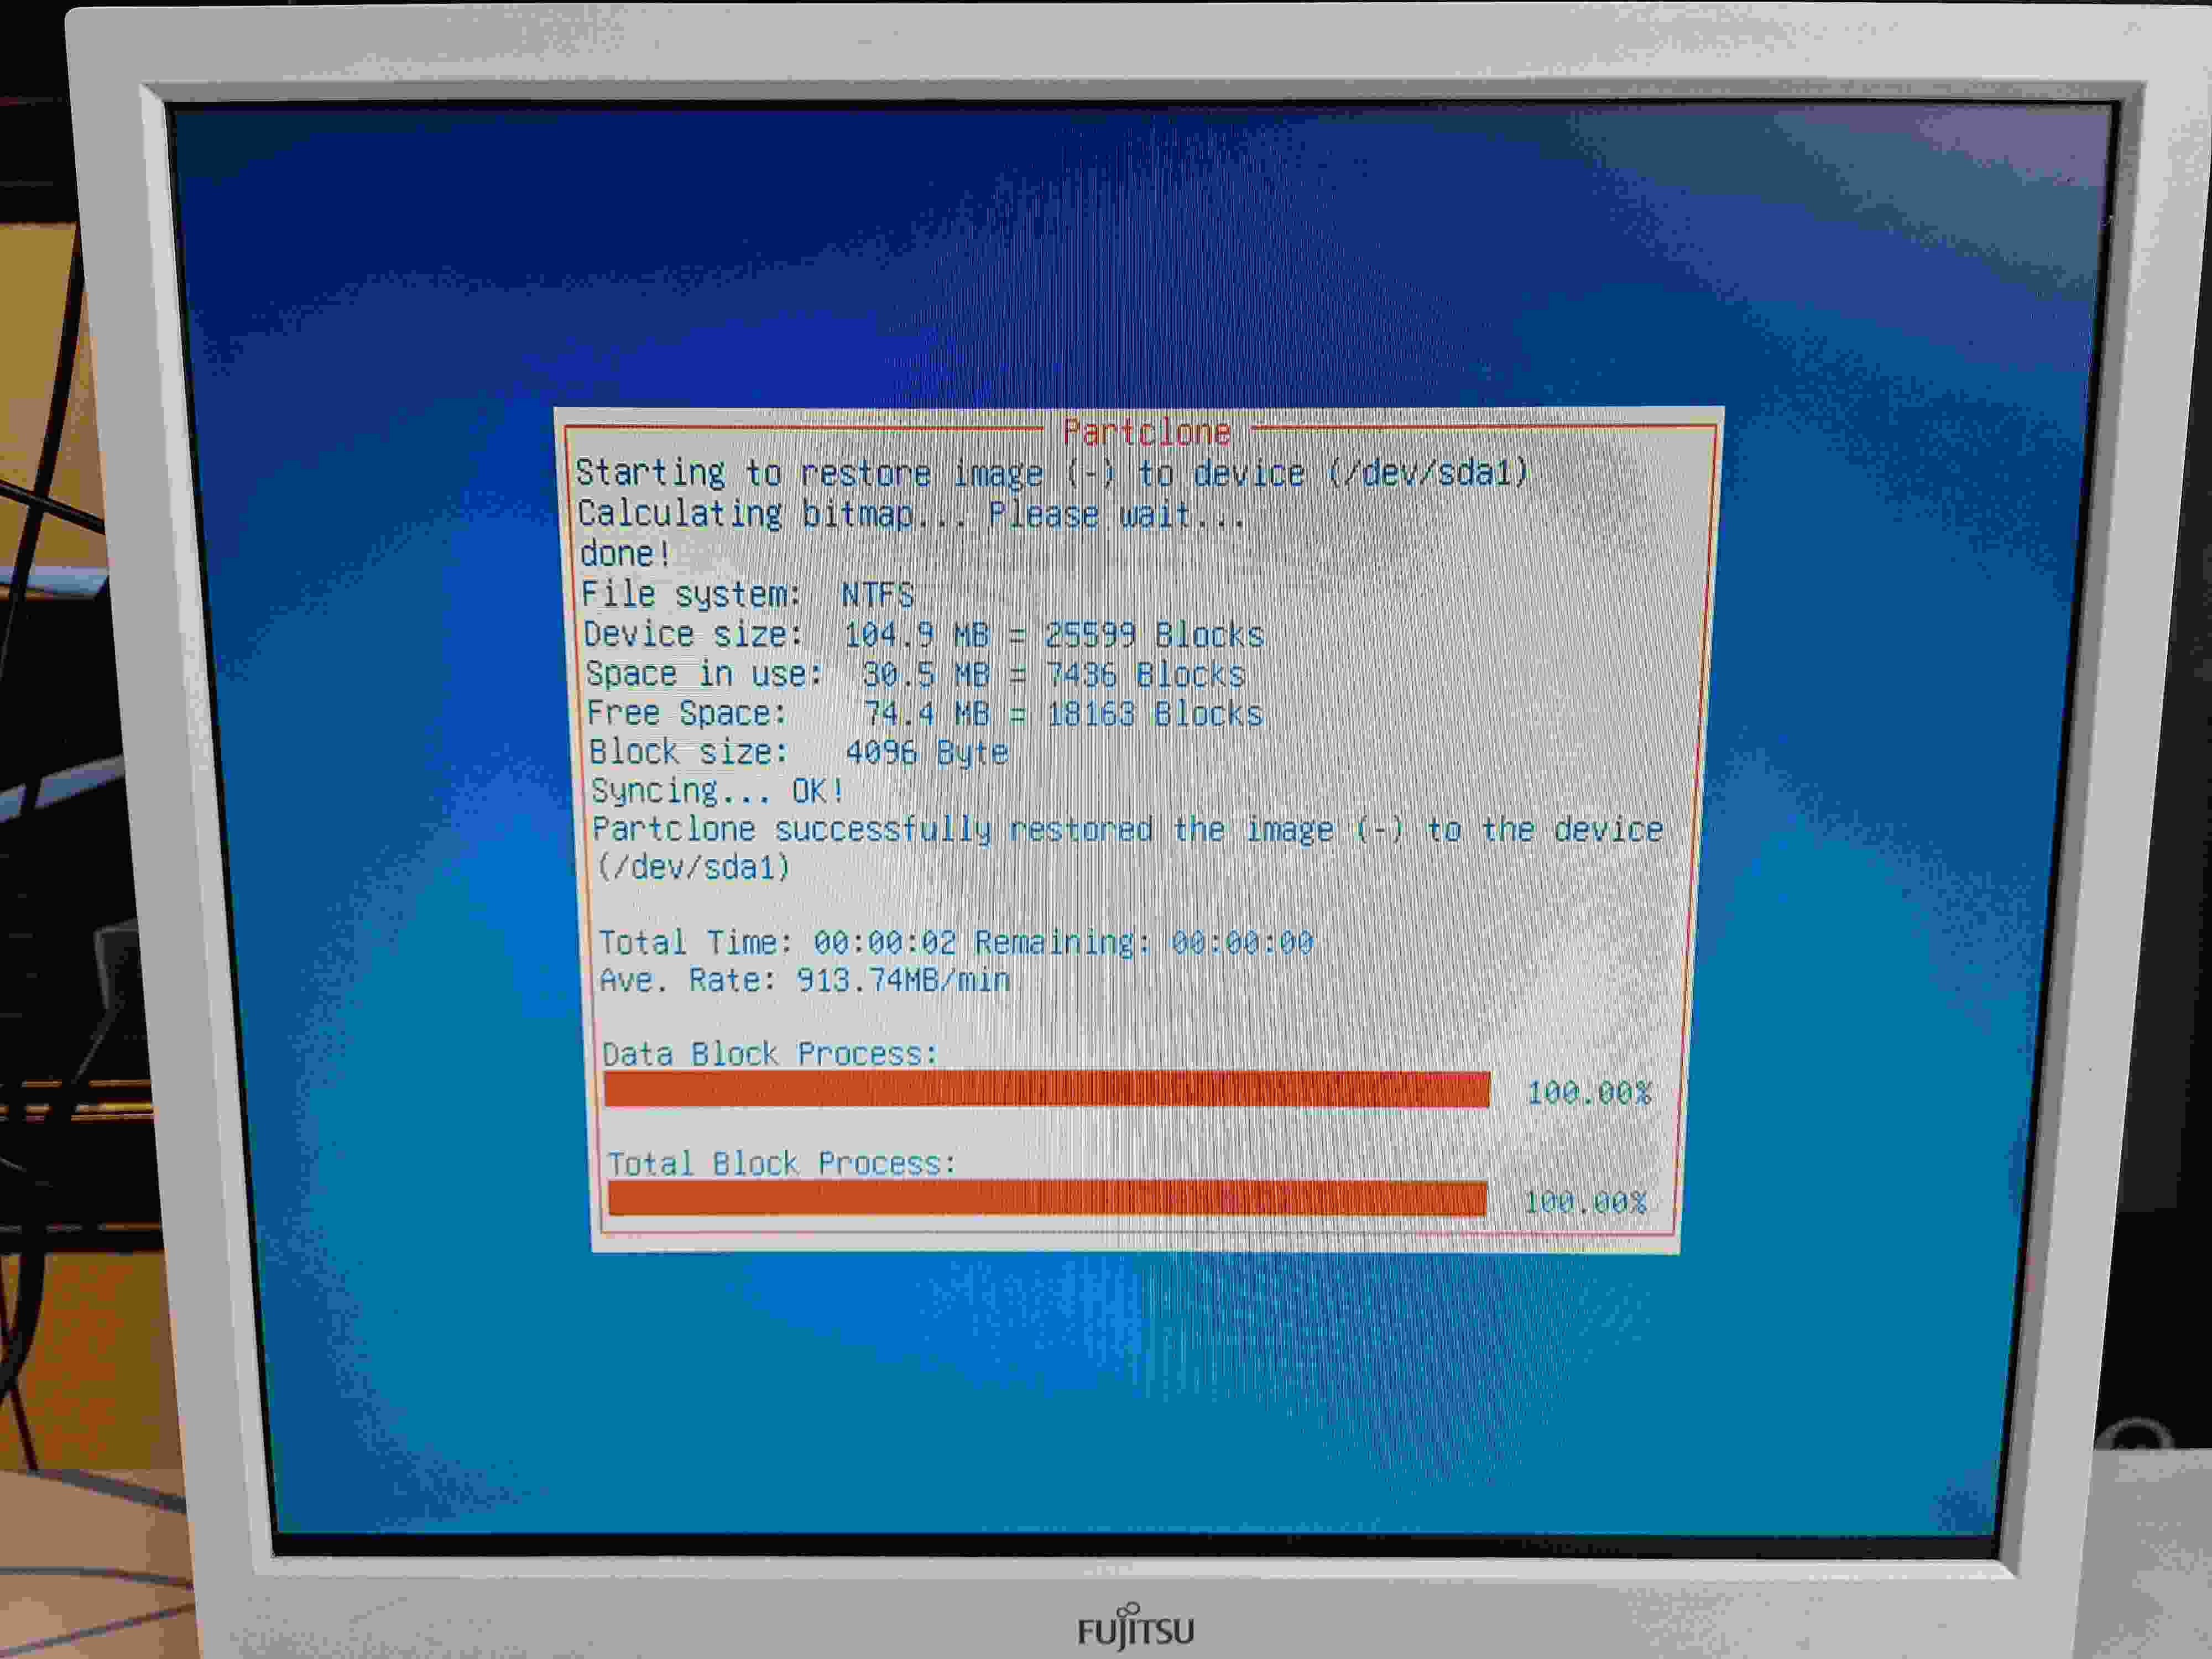 Partclone
Starting to restore image (-) to device (/dev/sda1)
Calculating bitmap... Please wait...
done!
File system:  NTFS
Device size:  104.9 MB = 25599 Blocks
Space in use:  30.5 MB = 7436 Blocks
Free Space:    74.4 MB = 18163 Blocks
Block size:   4096 Byte
Syncing... OK!
Partclone successfully restored the image (-) to the device
(/dev/sda1)
Total Time: 00:00:02 Remaining: 00:00:00
Ave. Rate: 913.74MB/min
Data Block Process:
100.00%
Total Block Process:
100.00%
FUJITSU